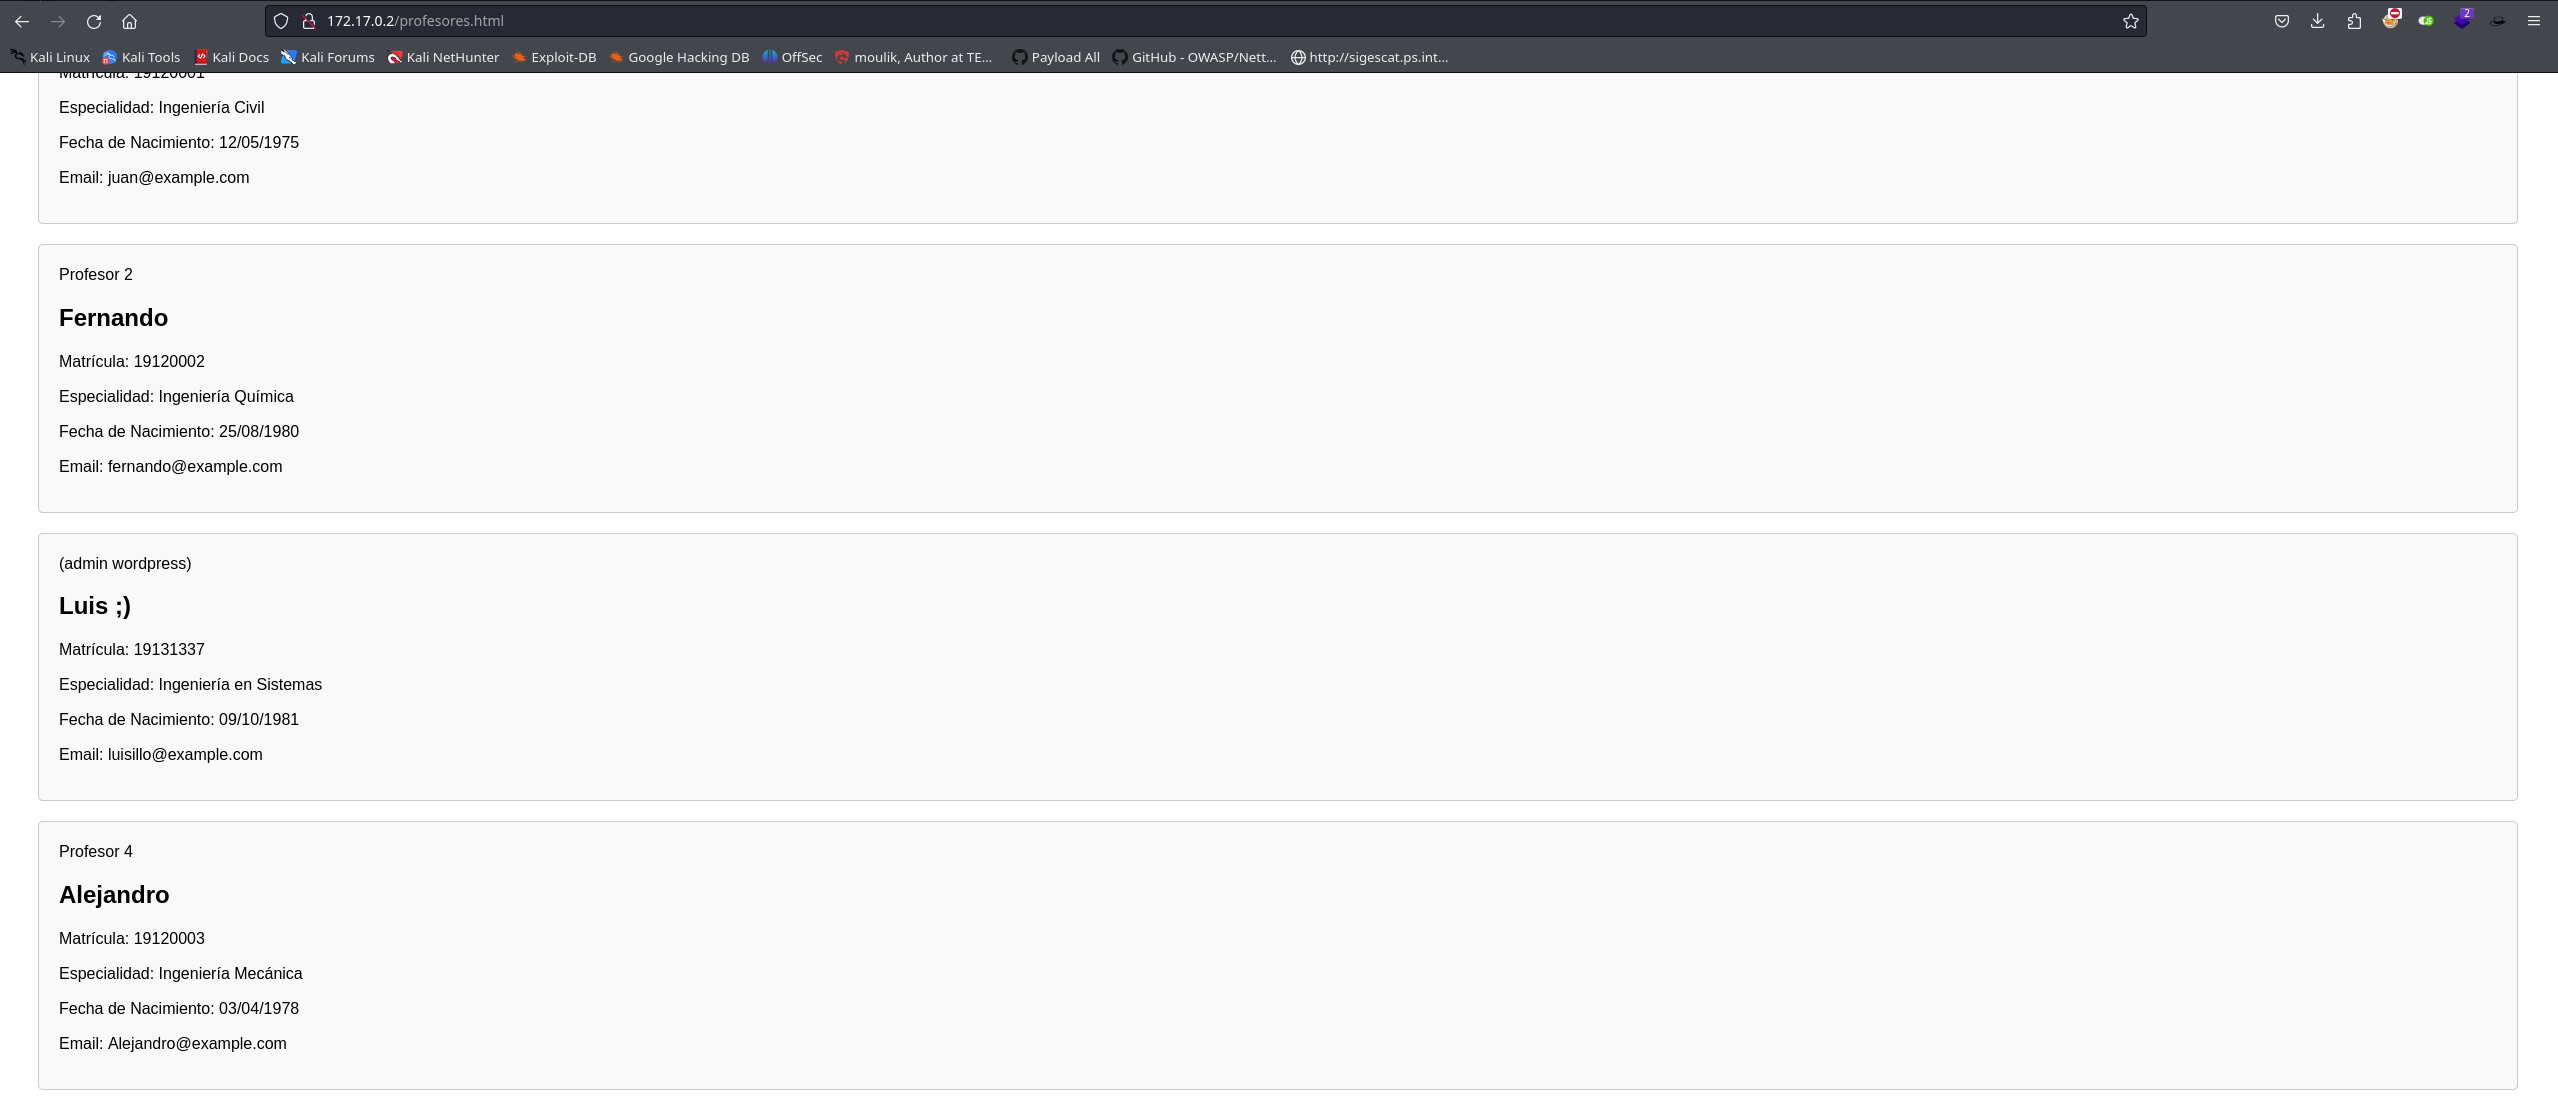 172.17.0.2/profesores.html
2
Kali Linux
Kali Tools
Kali Docs
Kali Forums
Kali NetHunter
Exploit-DB
Google Hacking DB
OffSec
moulik, Author at TE...
Payload All
GitHub - OWASP/Nett...
http://sigescat.ps.int...
Matrícula: 19120001
Especialidad: Ingeniería Civil
Fecha de Nacimiento: 12/05/1975
Email: juan@example.com
Profesor 2
Fernando
Matrícula: 19120002
Especialidad: Ingeniería Química
Fecha de Nacimiento: 25/08/1980
Email: fernando@example.com
(admin wordpress)
Luis ;)
Matrícula: 19131337
Especialidad: Ingeniería en Sistemas
Fecha de Nacimiento: 09/10/1981
Email: luisillo@example.com
Profesor 4
Alejandro
Matrícula: 19120003
Especialidad: Ingeniería Mecánica
Fecha de Nacimiento: 03/04/1978
Email: Alejandro@example.com